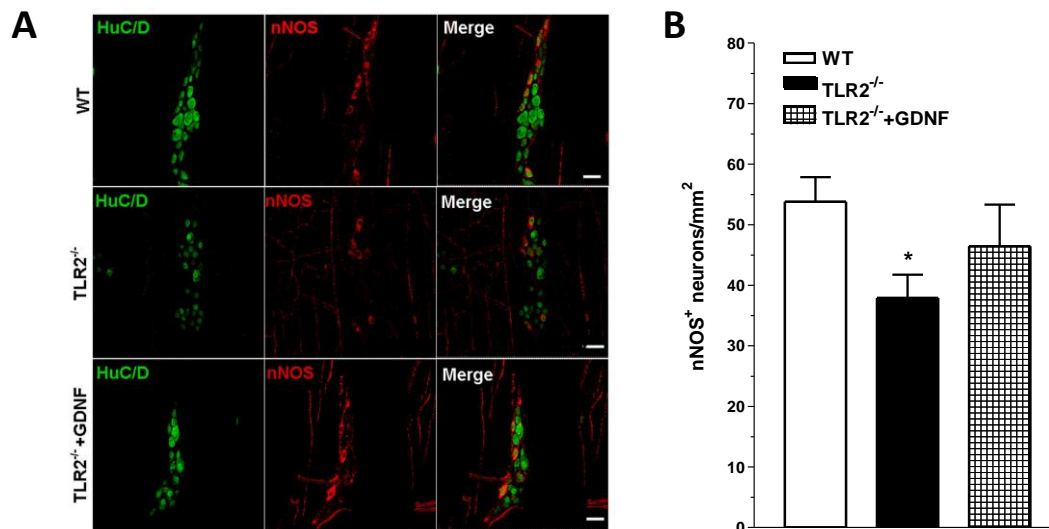 A
HuC/D nNOS Merge
WT
HuC/D nNOS Merge
TLR2-/-
HuC/D nNOS Merge
TLR2-/-+GDNF
B
80
70
60
50
40
30
20
10
0
nNOS+ neurons/mm2
WT
TLR2-/-
TLR2-/-+GDNF
*